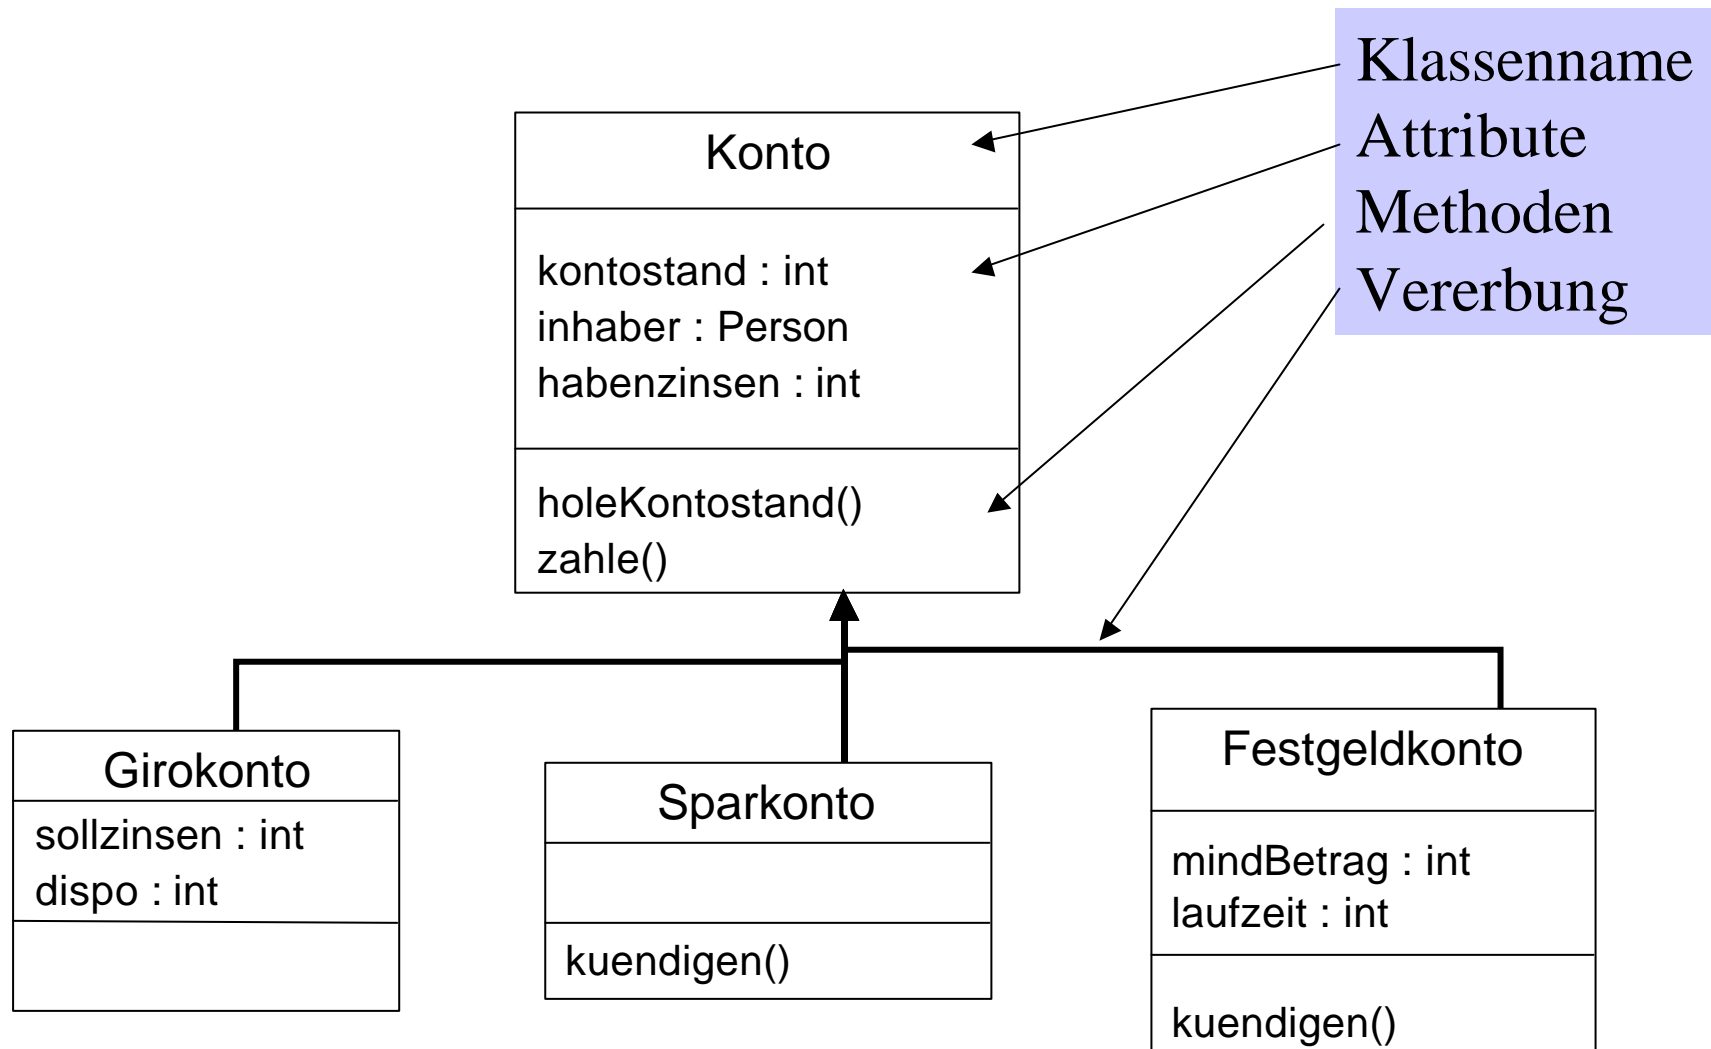 Klassenname
Attribute
Methoden
Vererbung
Konto
kontostand : int
inhaber : Person
habenzinsen : int
holeKontostand()
zahle()
Girokonto
sollzinsen : int
dispo : int
Sparkonto
kuendigen()
Festgeldkonto
mindBetrag : int
laufzeit : int
kuendigen()